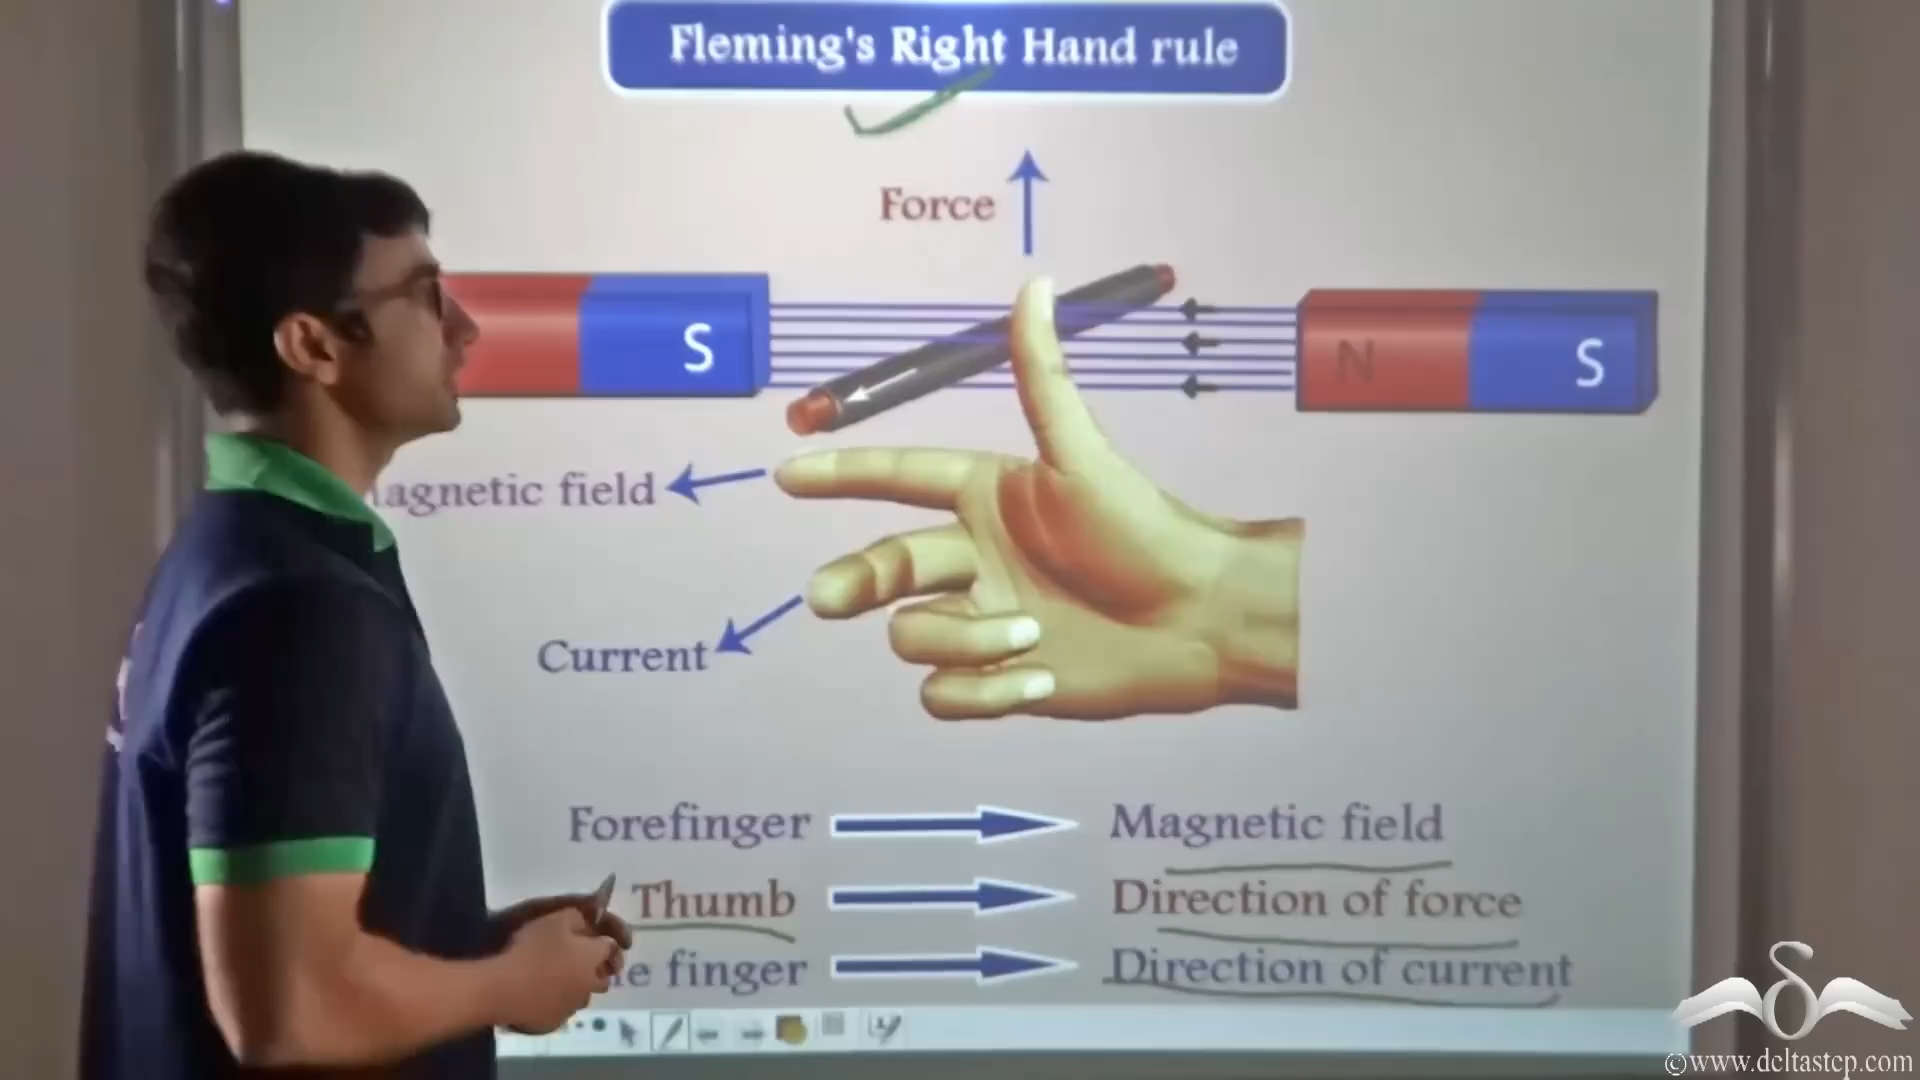 Fleming's Right Hand rule
Force
S
N
S
agnetic field
Current
Forefinger
Magnetic field
Thumb
Direction of force
finger
Direction of current
©www.deltastep.com